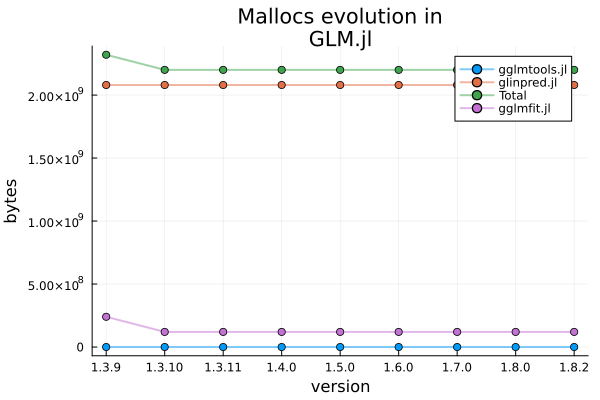 Mallocs evolution in
GLM.jl
bytes
2.00×10⁹
1.50×10⁹
1.00×10⁹
5.00×10⁸
0
gglmtools.jl
glinpred.jl
Total
gglmfit.jl
1.3.9 1.3.10 1.3.11 1.4.0 1.5.0 1.6.0 1.7.0 1.8.0 1.8.2
version